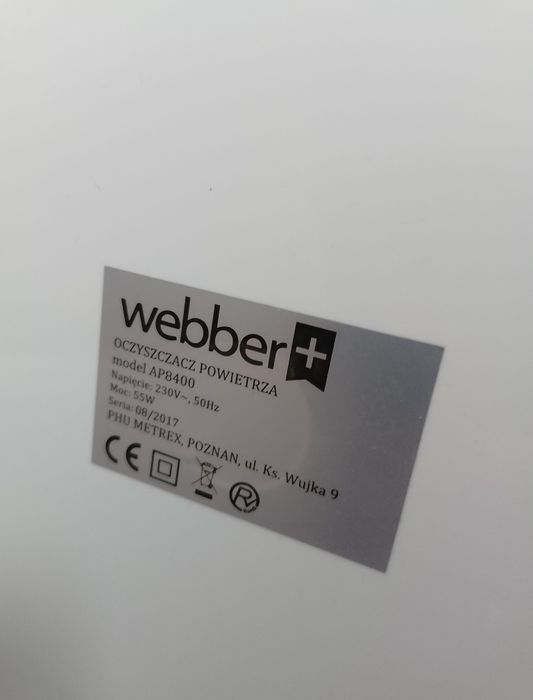 webber+
OCZYSZCZACZ POWIETRZA
model AP8400
Napięcie: 230V~, 50Hz
Moc: 55W
Seria: 08/2017
PHU METREX, POZNAN, ul. Ks. Wujka 9
CE